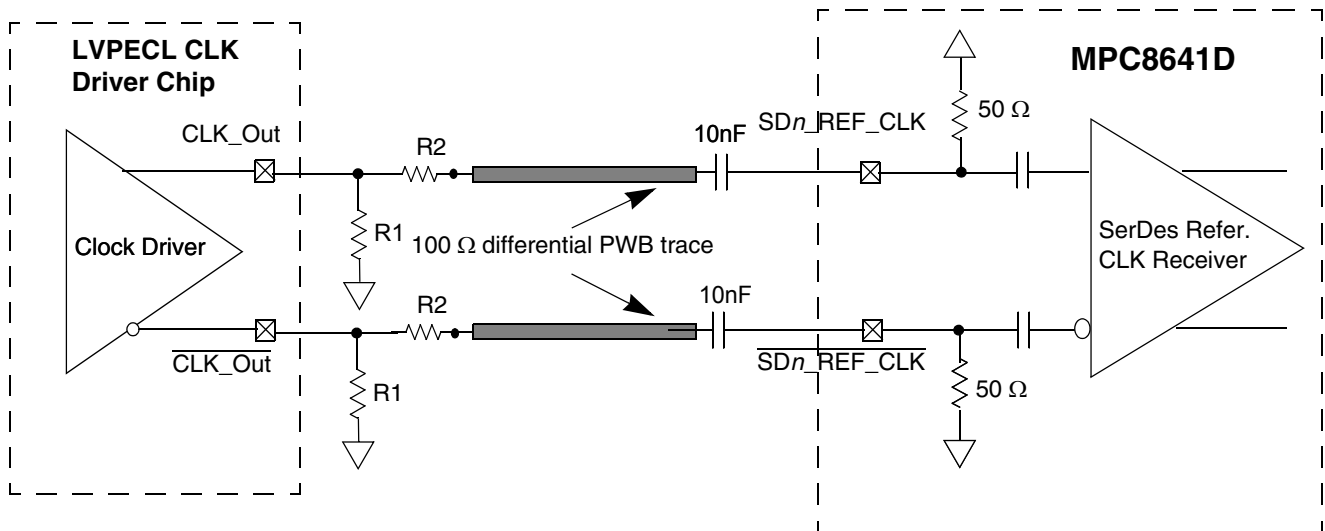 LVPECL CLK
Driver Chip
MPC8641D
CLK_Out
R2
10nF
SDn_REF_CLK
50 Ω
Clock Driver
R1
100 Ω differential PWB trace
SerDes Refer.
CLK Receiver
R2
10nF
CLK_Out
SDn_REF_CLK
R1
50 Ω